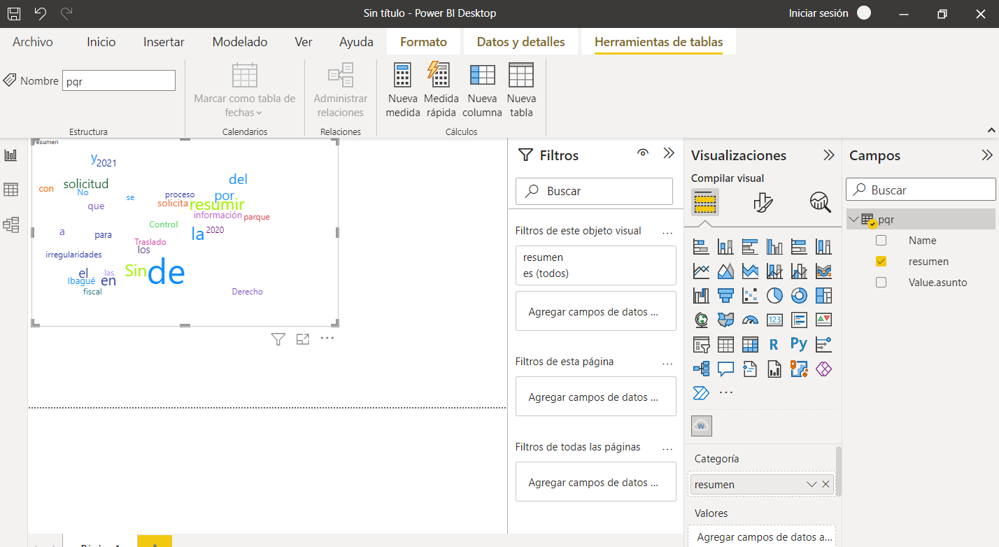 Sin título - Power BI Desktop
Iniciar sesión
Archivo Inicio Insertar Modelado Ver Ayuda Formato Datos y detalles Herramientas de tablas
Nombre pqr
Marcar como tabla de
fechas
Administrar
relaciones
Nueva
medida
Medida
rápida
Nueva
columna
Nueva
tabla
Estructura
Calendarios
Relaciones
Cálculos
resumen
y
2021
del
con
solicitud
No
se
proceso
por
solicita
resumir
que
información
parque
Control
a
para
la
2020
Traslado
los
irregularidades
el
las
Sin
de
Ibagué
en
fiscal
Derecho
Filtros
Buscar
Filtros de este objeto visual ...
resumen
es (todos)
Agregar campos de datos ...
Filtros de esta página ...
Agregar campos de datos ...
Filtros de todas las páginas ...
Agregar campos de datos ...
Visualizaciones
Compilar visual
123
R
Py
...
W
Categoría
resumen
Valores
Agregar campos de datos a...
Campos
Buscar
pqr
Name
resumen
Value.asunto